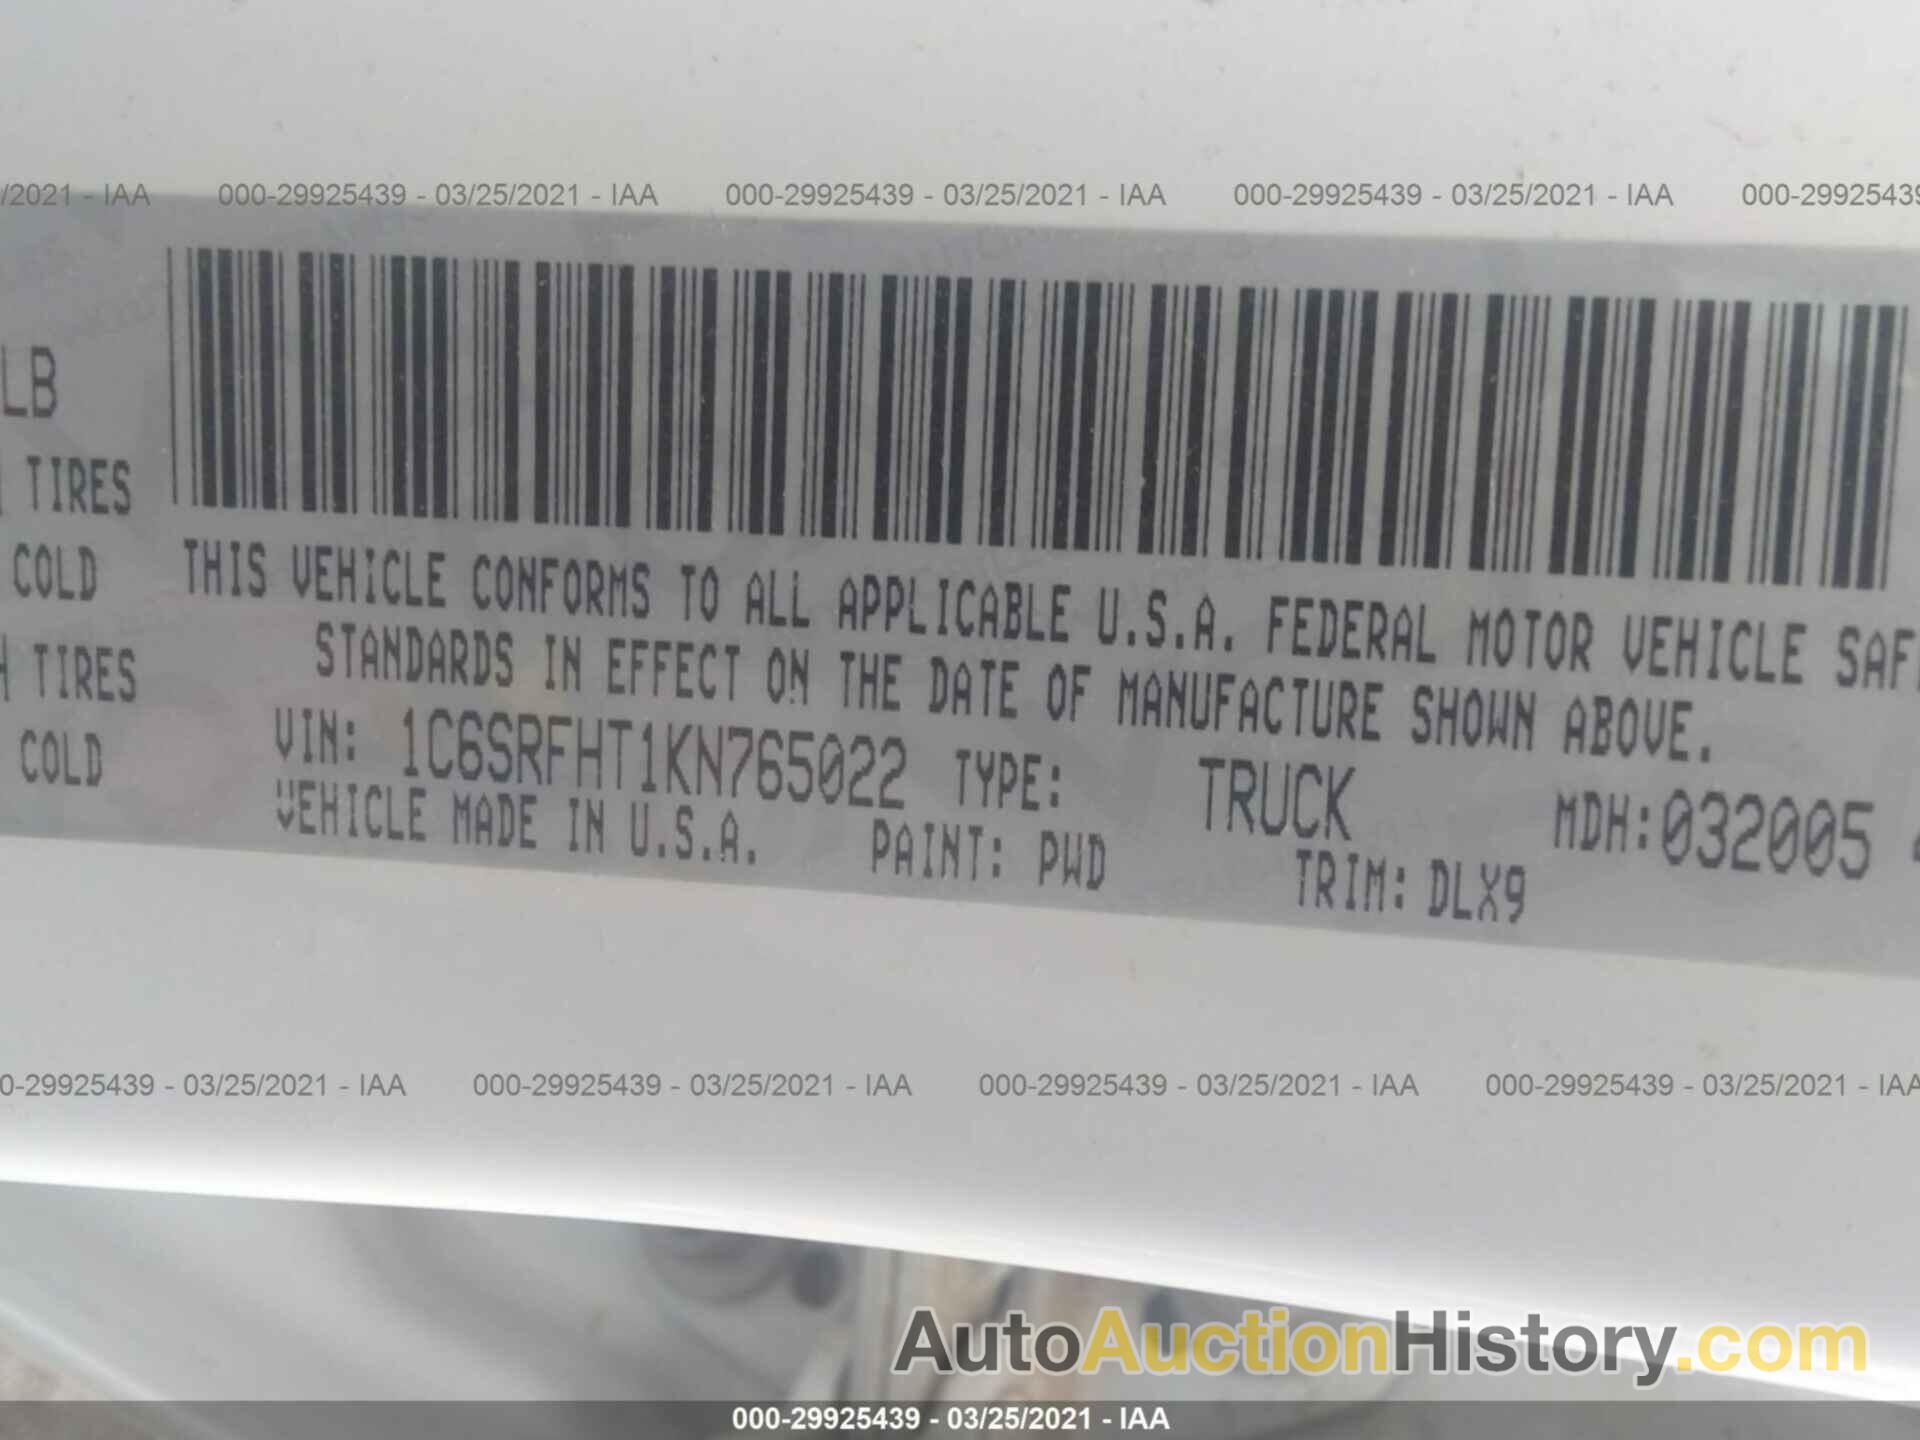 /2021 - IAA 000-29925439 - 03/25/2021 - IAA 000-29925439 - 03/25/2021 - IAA 000-29925439 - 03/25/2021 - IAA 000-29925439
LB
TIRES
COLD
TIRES
COLD
THIS VEHICLE CONFORMS TO ALL APPLICABLE U.S.A. FEDERAL MOTOR VEHICLE SAF
STANDARDS IN EFFECT ON THE DATE OF MANUFACTURE SHOWN ABOVE.
VIN: 1C6SRFHT1KN765022 TYPE: TRUCK MDH:032005 4
VEHICLE MADE IN U.S.A. PAINT: PWD TRIM: DLX9
0-29925439 - 03/25/2021 - IAA 000-29925439 - 03/25/2021 - IAA 000-29925439 - 03/25/2021 - IAA 000-29925439 - 03/25/2021 - IAA
AutoAuctionHistory.com
000-29925439 - 03/25/2021 - IAA